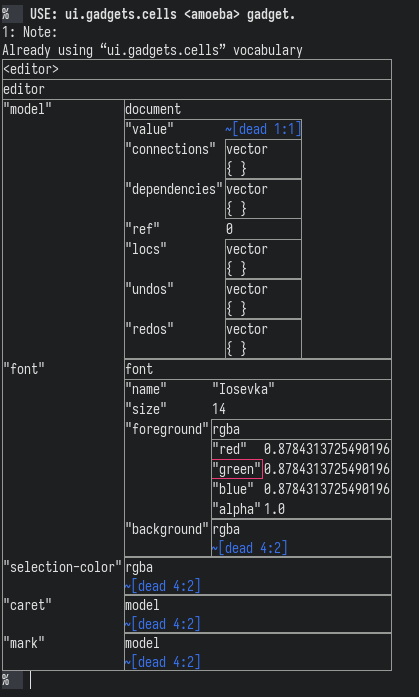 % USE: ui.gadgets.cells <amoeba> gadget.
1: Note:
Already using “ui.gadgets.cells” vocabulary
<editor>
editor
"model" document
"value" ~[dead 1:1]
"connections" vector
{ }
"dependencies" vector
{ }
"ref" 0
"locs" vector
{ }
"undos" vector
{ }
"redos" vector
{ }
"font" font
"name" "Iosevka"
"size" 14
"foreground" rgba
"red" 0.8784313725490196
"green" 0.8784313725490196
"blue" 0.8784313725490196
"alpha" 1.0
"background" rgba
~[dead 4:2]
"selection-color" rgba
~[dead 4:2]
"caret" model
~[dead 4:2]
"mark" model
~[dead 4:2]
%